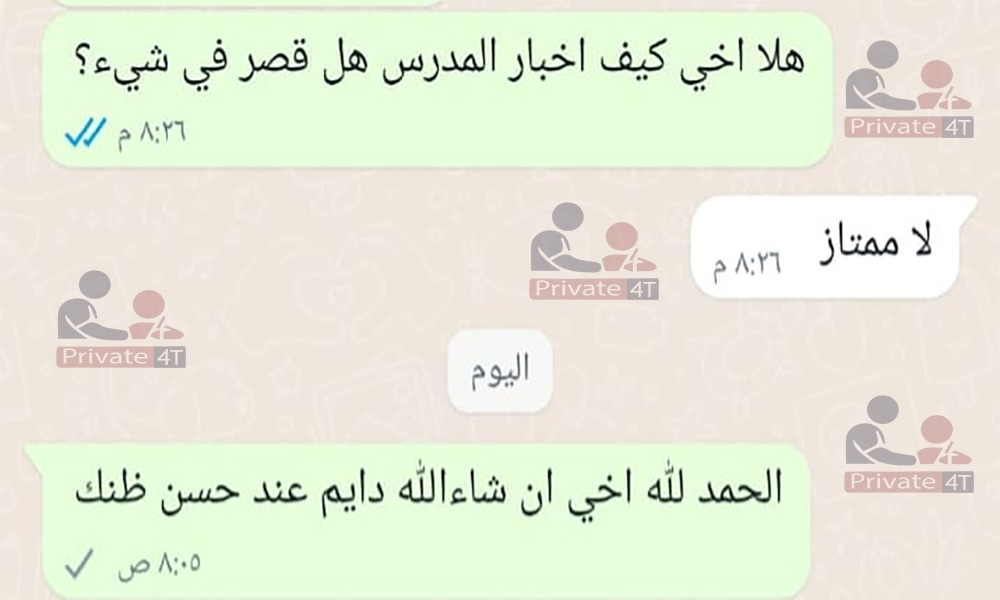 هلا اخي كيف اخبار المدرس هل قصر في شيء؟
٨:٢٦ م
Private 4T
لا ممتاز
٨:٢٦ م
Private 4T
Private 4T
اليوم
الحمد لله اخي ان شاءالله دايم عند حسن ظنك
٨:٠٥ ص
Private 4T